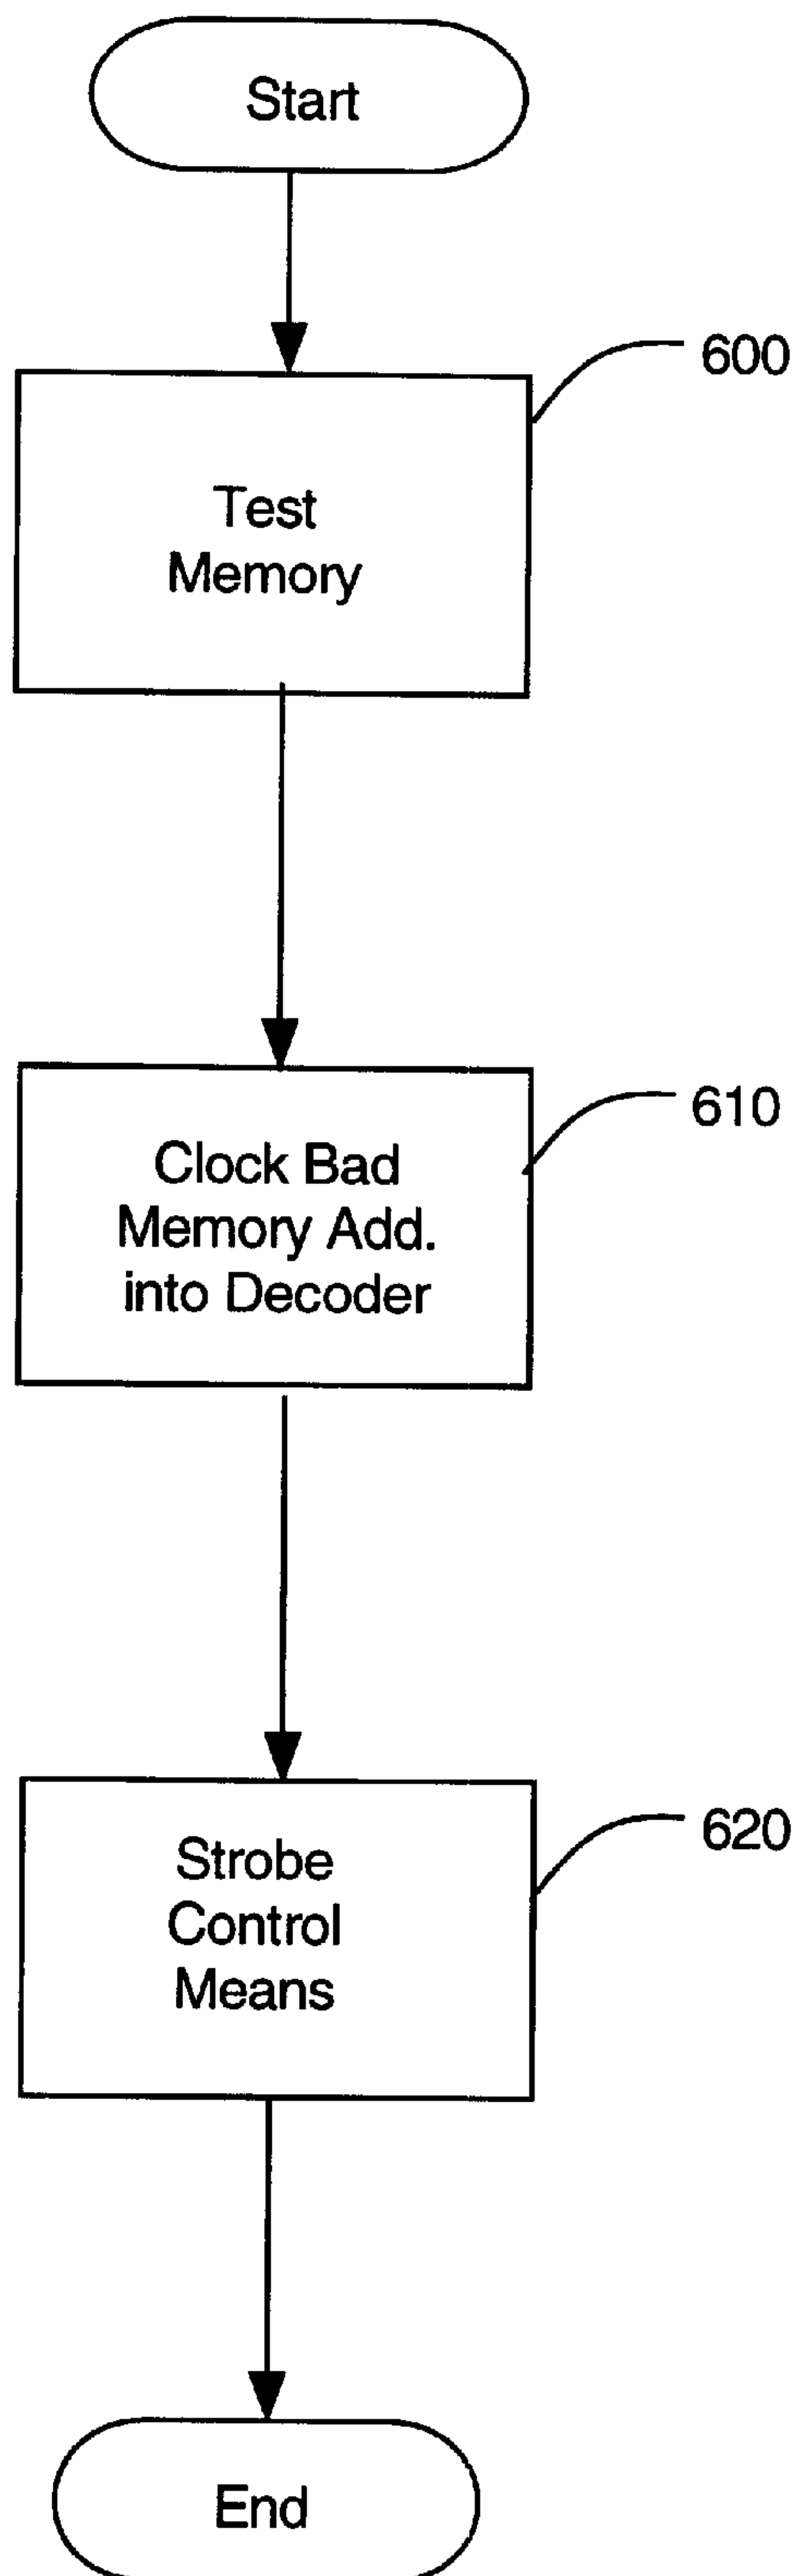 Start
600
Test
Memory
610
Clock Bad
Memory Add.
into Decoder
620
Strobe
Control
Means
End